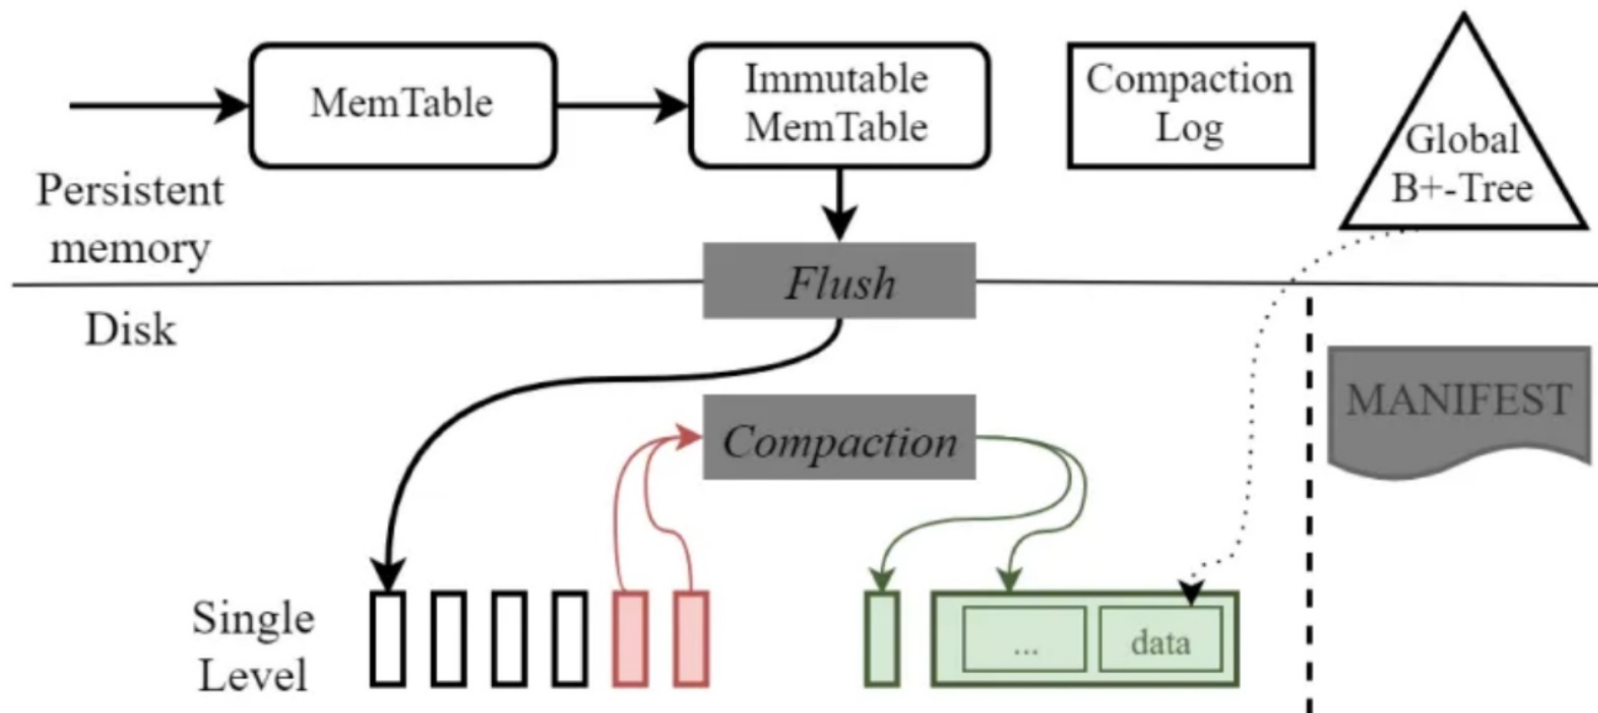 MemTable
Immutable
MemTable
Compaction
Log
Global
B+-Tree
Persistent
memory
Flush
Disk
MANIFEST
Compaction
Single
Level
...
data